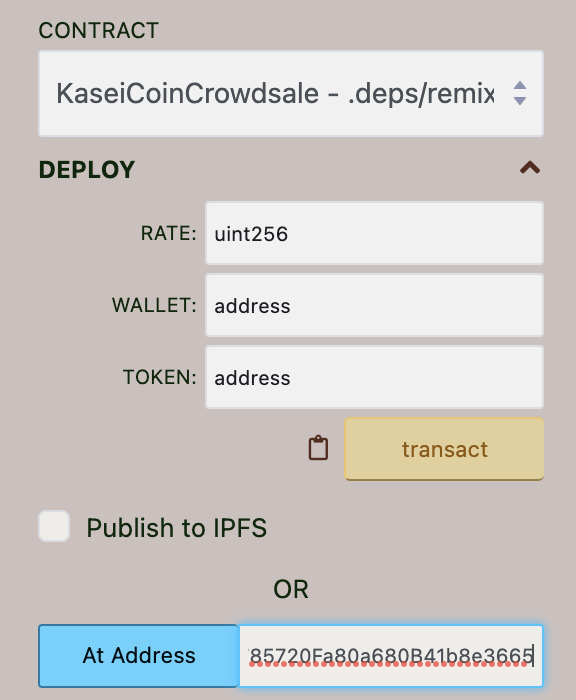 CONTRACT
KaseiCoinCrowdsale - .deps/remix
DEPLOY
RATE: uint256
WALLET: address
TOKEN: address
transact
Publish to IPFS
OR
At Address 85720Fa80a680B41b8e3665